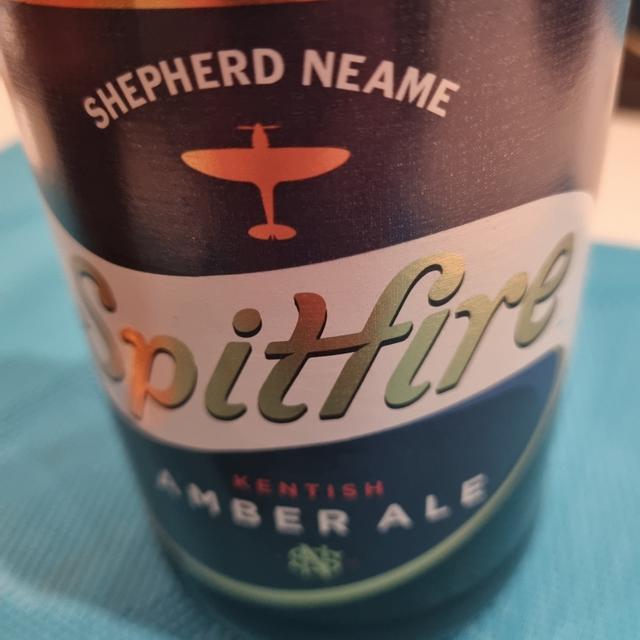 SHEPHERD NEAME
Spitfire
KENTISH
AMBER ALE